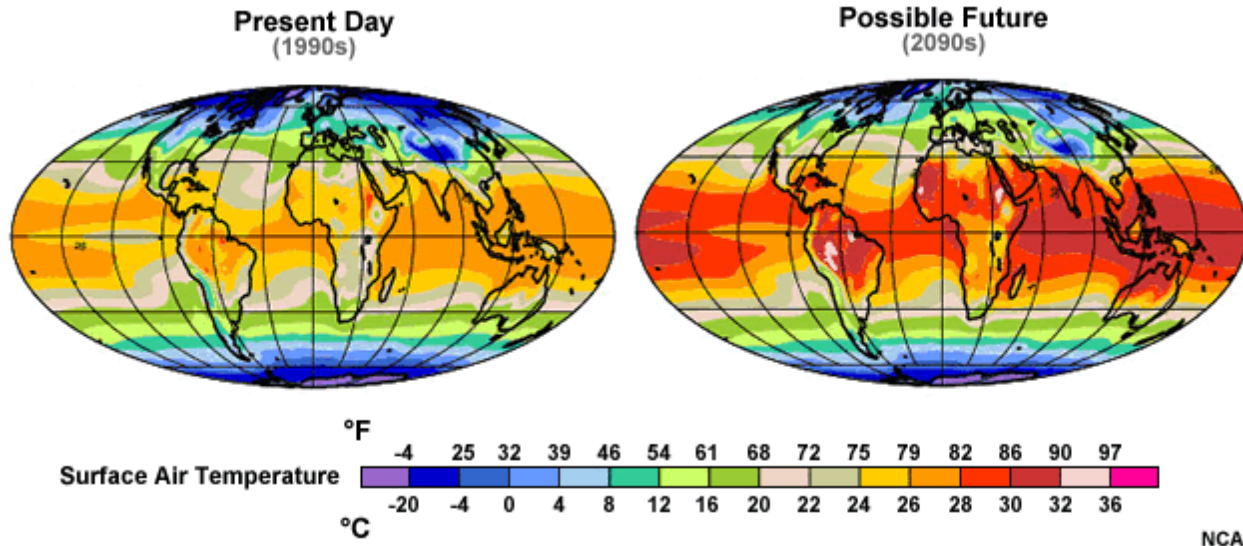 Present Day
(1990s)
Possible Future
(2090s)
°F
-4 25 32 39 46 54 61 68 72 75 79 82 86 90 97
Surface Air Temperature
-20 -4 0 4 8 12 16 20 22 24 26 28 30 32 36
°C
NCA